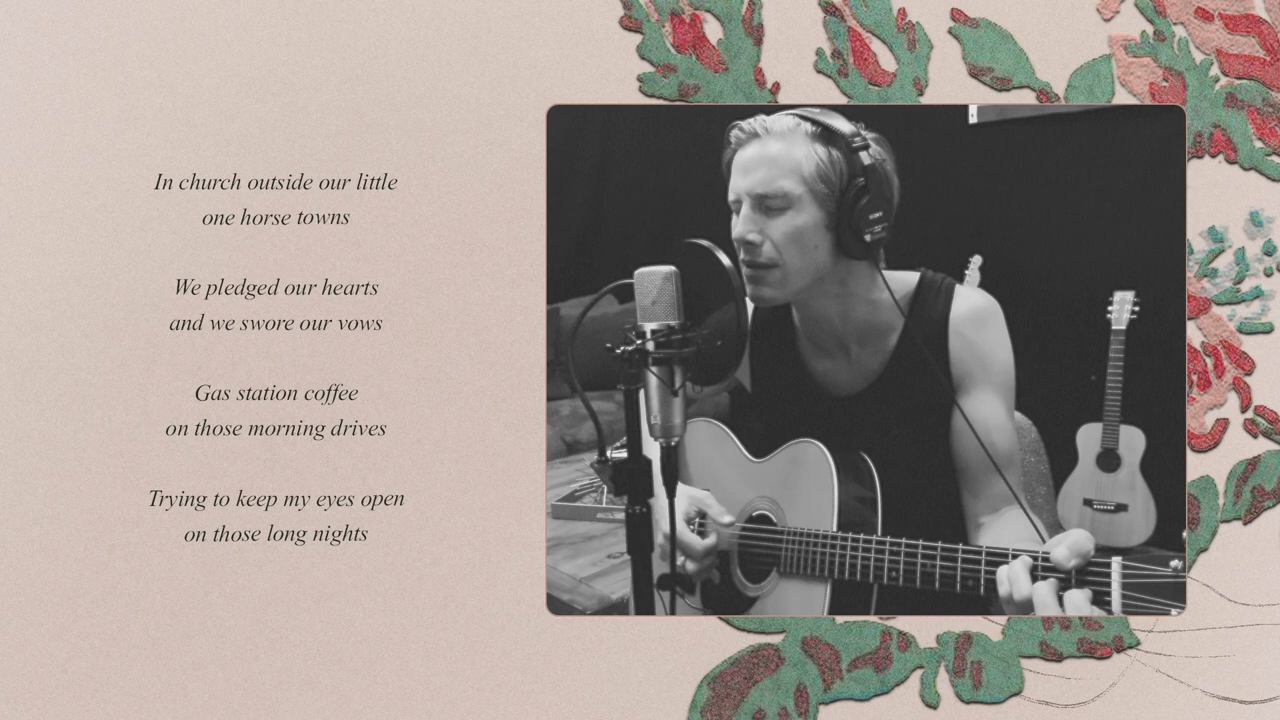 In church outside our little
one horse towns
We pledged our hearts
and we swore our vows
Gas station coffee
on those morning drives
Trying to keep my eyes open
on those long nights
SONY